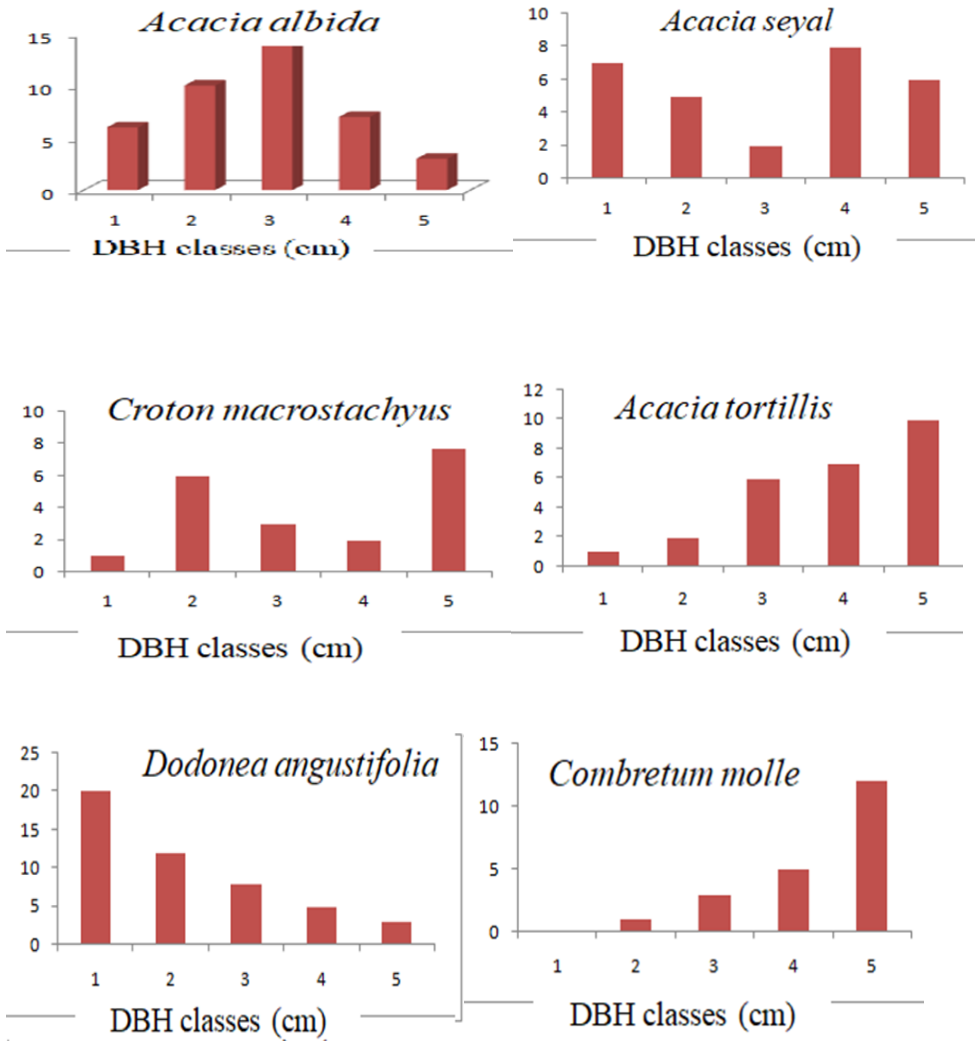 Acacia albida
15
10
5
0
1 2 3 4 5
DBH classes (cm)
Acacia seyal
10
8
6
4
2
0
1 2 3 4 5
DBH classes (cm)
Croton macrostachyus
10
8
6
4
2
0
1 2 3 4 5
DBH classes (cm)
Acacia tortillis
12
10
8
6
4
2
0
1 2 3 4 5
DBH classes (cm)
Dodonea angustifolia
25
20
15
10
5
0
1 2 3 4 5
DBH classes (cm)
Combretum molle
15
10
5
0
1 2 3 4 5
DBH classes (cm)